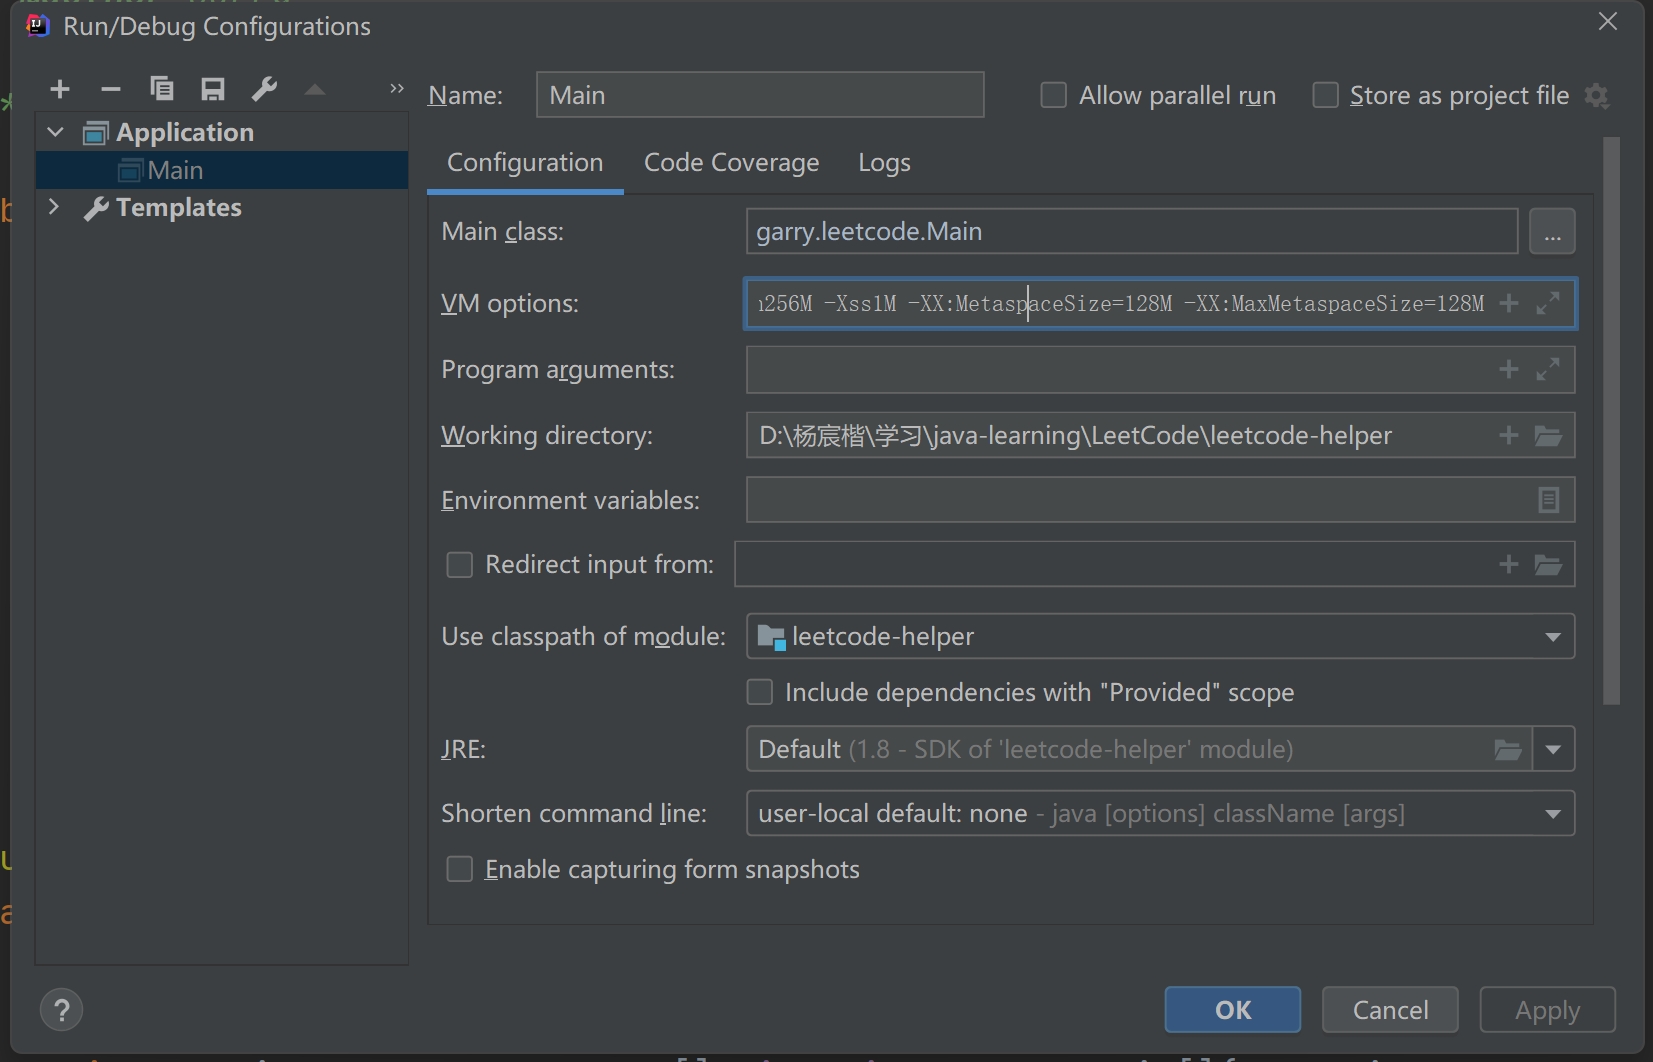 Run/Debug Configurations
Name: Main Allow parallel run Store as project file
Application
Main
Templates
Configuration Code Coverage Logs
Main class: garry.leetcode.Main ...
VM options: 256M -Xss1M -XX:MetaspaceSize=128M -XX:MaxMetaspaceSize=128M
Program arguments:
Working directory: D:\杨宸楷\学习\java-learning\LeetCode\leetcode-helper
Environment variables:
Redirect input from:
Use classpath of module: leetcode-helper
Include dependencies with "Provided" scope
JRE: Default (1.8 - SDK of 'leetcode-helper' module)
Shorten command line: user-local default: none - java [options] className [args]
Enable capturing form snapshots
? OK Cancel Apply